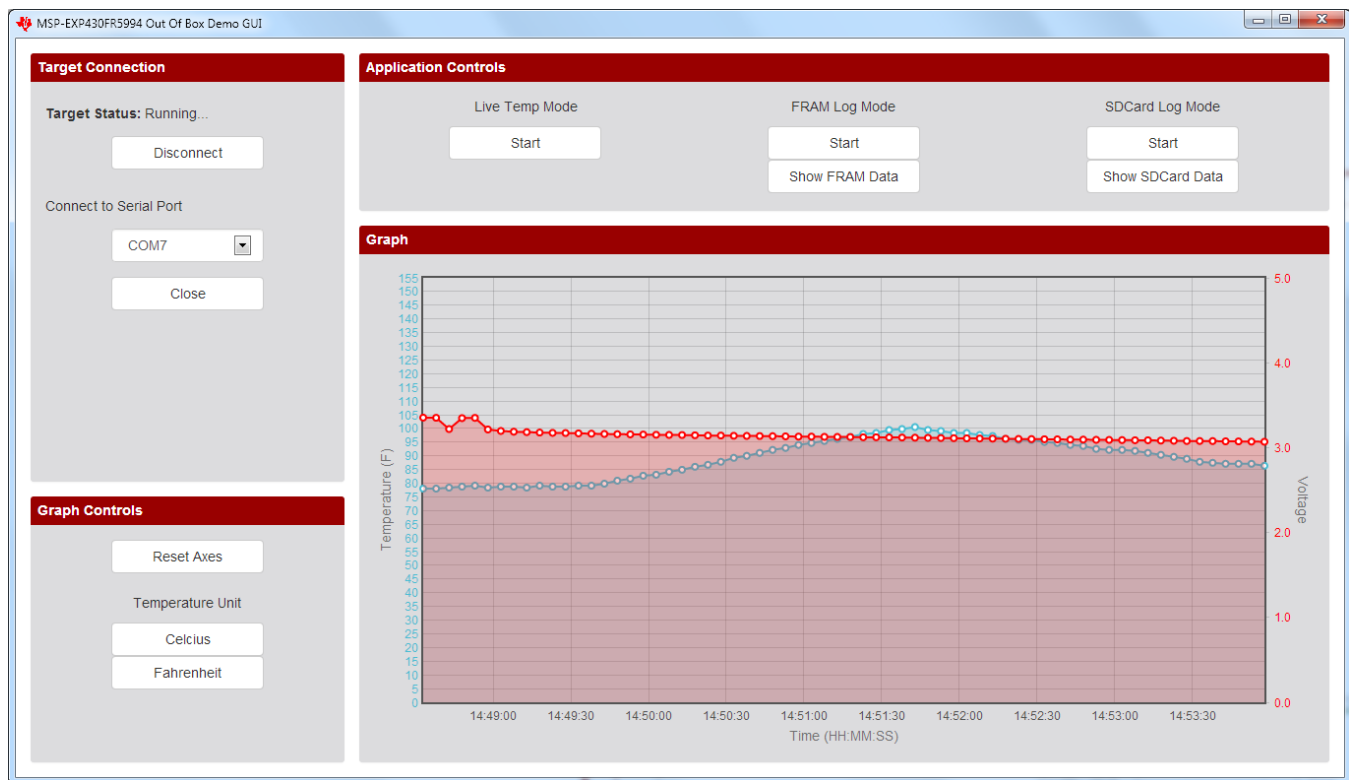 MSP-EXP430FR5994 Out Of Box Demo GUI
Target Connection
Target Status: Running...
Disconnect
Connect to Serial Port
COM7
Close
Graph Controls
Reset Axes
Temperature Unit
Celcius
Fahrenheit
Application Controls
Live Temp Mode
Start
FRAM Log Mode
Start
Show FRAM Data
SDCard Log Mode
Start
Show SDCard Data
Graph
Temperature (F)
155
150
145
140
135
130
125
120
115
110
105
100
95
90
85
80
75
70
65
60
55
50
45
40
35
30
25
20
15
10
5
0
5.0
4.0
3.0
2.0
1.0
0.0
Voltage
14:49:00 14:49:30 14:50:00 14:50:30 14:51:00 14:51:30 14:52:00 14:52:30 14:53:00 14:53:30
Time (HH:MM:SS)